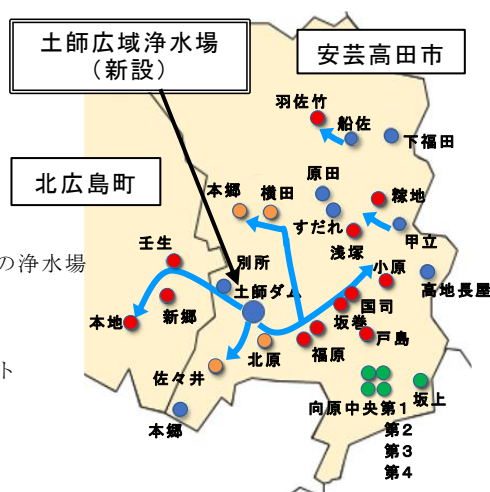 土師広域浄水場
（新設）
安芸高田市
羽佐竹
船佐
下福田
北広島町
原田
本郷
横田
粮地
すだれ
浅塚
甲立
の浄水場
壬生
別所
小原
土師ダム
高地長屋
国司
本地
新郷
坂巻
戸島
北原
福原
ト
佐々井
坂上
向原中央第１
本郷
第２
第３
第４